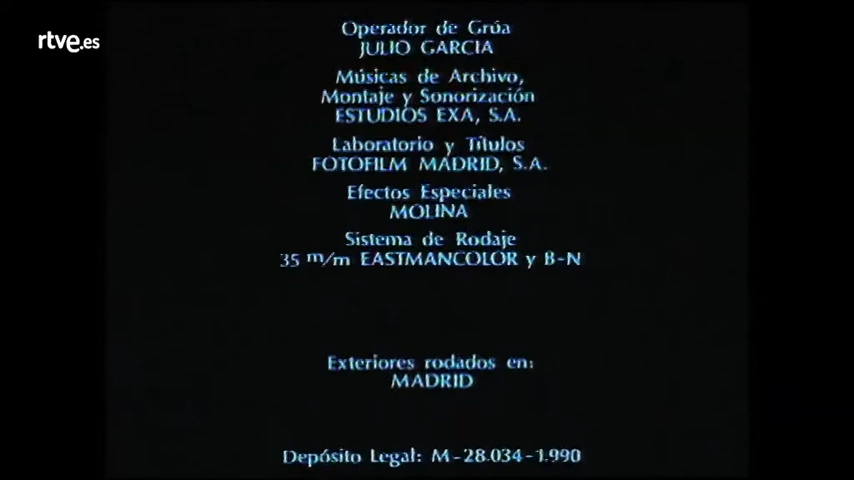 rtve.es
Operador de Grúa
JULIO GARCIA
Músicas de Archivo,
Montaje y Sonorización
ESTUDIOS EXA, S.A.
Laboratorio y Títulos
FOTOFILM MADRID, S.A.
Efectos Especiales
MOLINA
Sistema de Rodaje
35 m/m EASTMANCOLOR y B-N
Exteriores rodados en:
MADRID
Depósito Legal: M-28.034-1.990